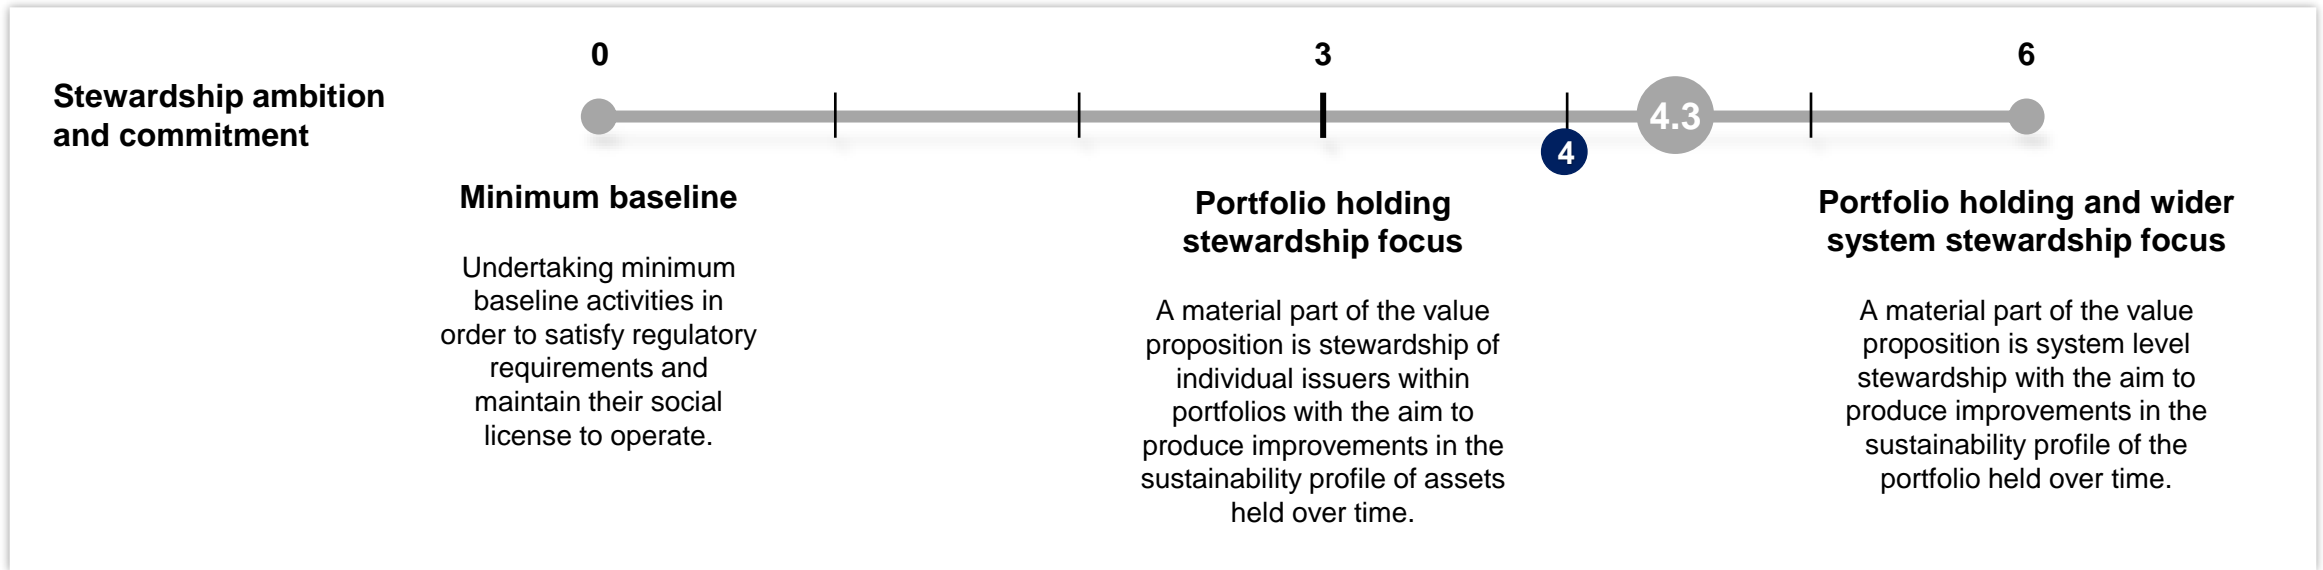 Stewardship ambition
and commitment
0
3
6
4.3
4
Minimum baseline
Undertaking minimum
baseline activities in
order to satisfy regulatory
requirements and
maintain their social
license to operate.
Portfolio holding
stewardship focus
A material part of the value
proposition is stewardship of
individual issuers within
portfolios with the aim to
produce improvements in the
sustainability profile of assets
held over time.
Portfolio holding and wider
system stewardship focus
A material part of the value
proposition is system level
stewardship with the aim to
produce improvements in the
sustainability profile of the
portfolio held over time.